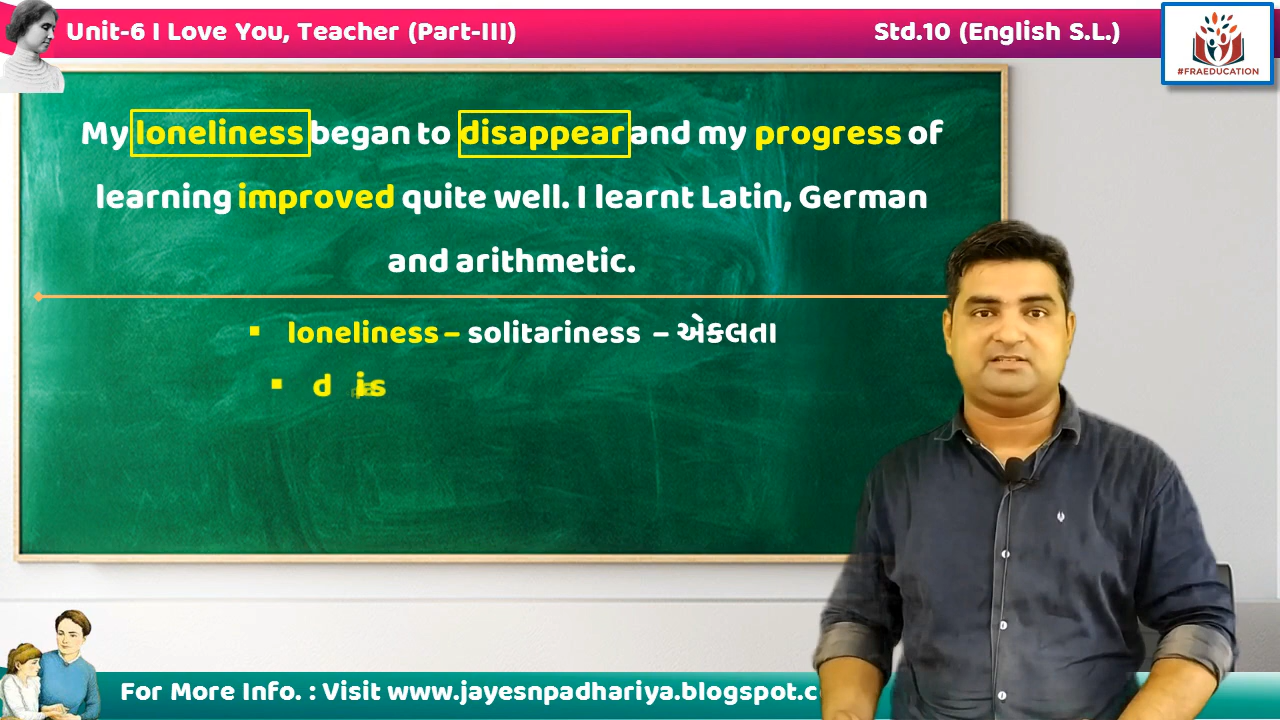 Unit-6 I Love You, Teacher (Part-III)
Std.10 (English S.L.)
#FRAEDUCATION
My loneliness began to disappear and my progress of
learning improved quite well. I learnt Latin, German
and arithmetic.
▪ loneliness – solitariness – એકલતા
▪ d is
For More Info. : Visit www.jayesnpadhariya.blogspot.c